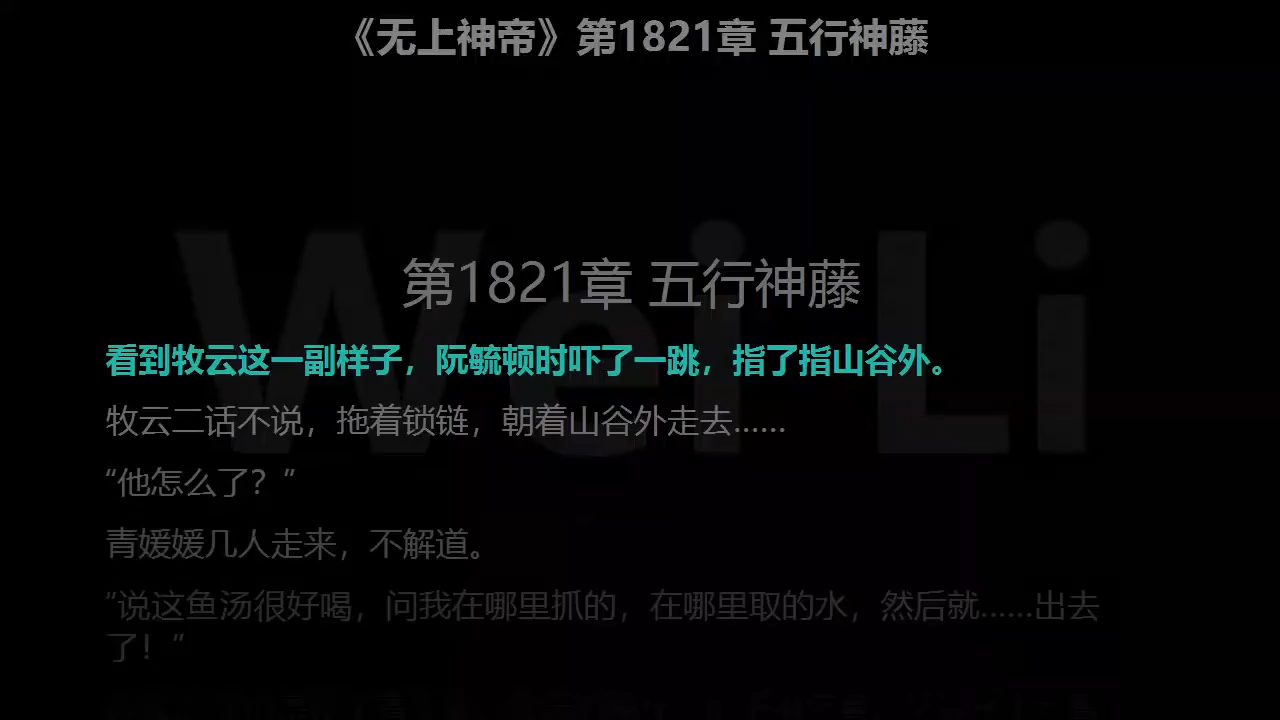 《无上神帝》第1821章 五行神藤
Wei Li
第1821章 五行神藤
看到牧云这一副样子，阮毓顿时吓了一跳，指了指山谷外。
牧云二话不说，拖着锁链，朝着山谷外走去……
“他怎么了？”
青媛媛几人走来，不解道。
“说这鱼汤很好喝，问我在哪里抓的，在哪里取的水，然后就……出去
了！”